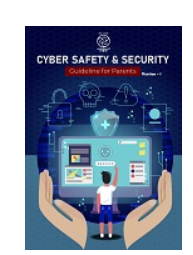 CYBER SAFETY & SECURITY
Guideline for Parents